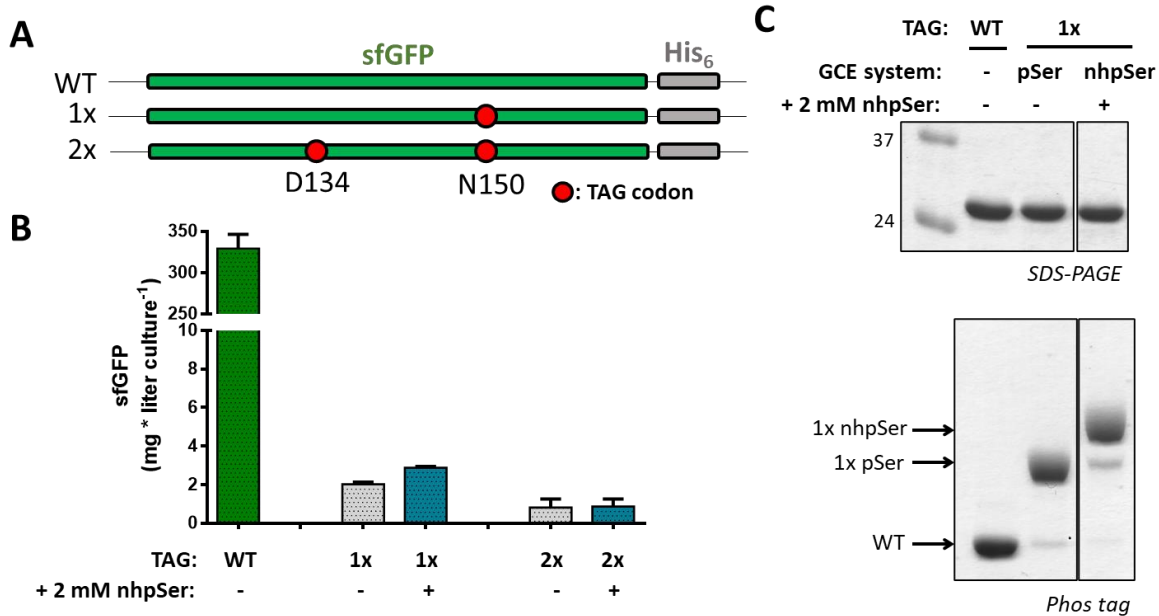 A
sfGFP
His6
WT
1x
2x
D134
N150
: TAG codon
B
350
300
250
10
8
6
4
2
0
sfGFP
(mg * liter culture-1)
TAG: WT 1x 1x 2x 2x
+ 2 mM nhpSer: - - + - +
C
TAG: WT 1x
GCE system: - pSer nhpSer
+ 2 mM nhpSer: - - +
37
24
SDS-PAGE
1x nhpSer
1x pSer
WT
Phos tag